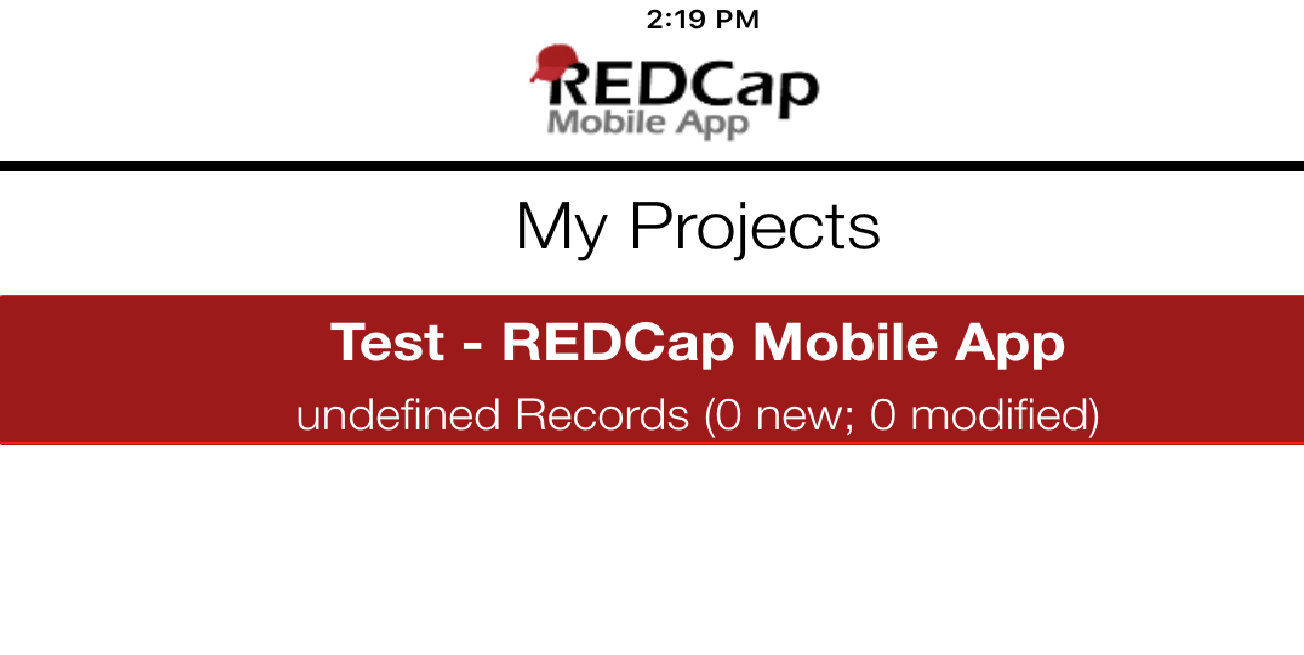 2:19 PM
REDCap
Mobile App
My Projects
Test - REDCap Mobile App
undefined Records (0 new; 0 modified)